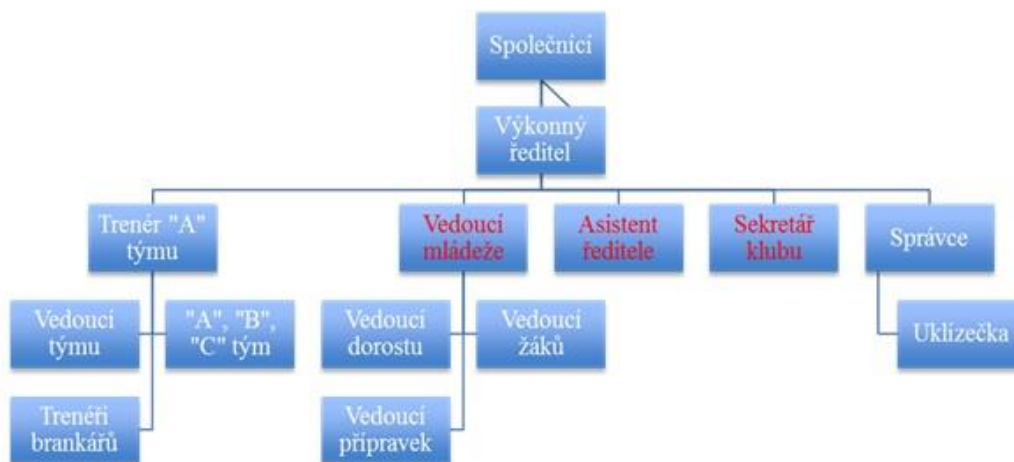 Společníci
Výkonný
ředitel
Trenér "A"
týmu
Vedoucí
mládeže
Asistent
ředitele
Sekretář
klubu
Správce
Vedoucí
týmu
"A", "B",
"C" tým
Vedoucí
dorostu
Vedoucí
žáků
Uklízečka
Trenéři
brankářů
Vedoucí
přípravek